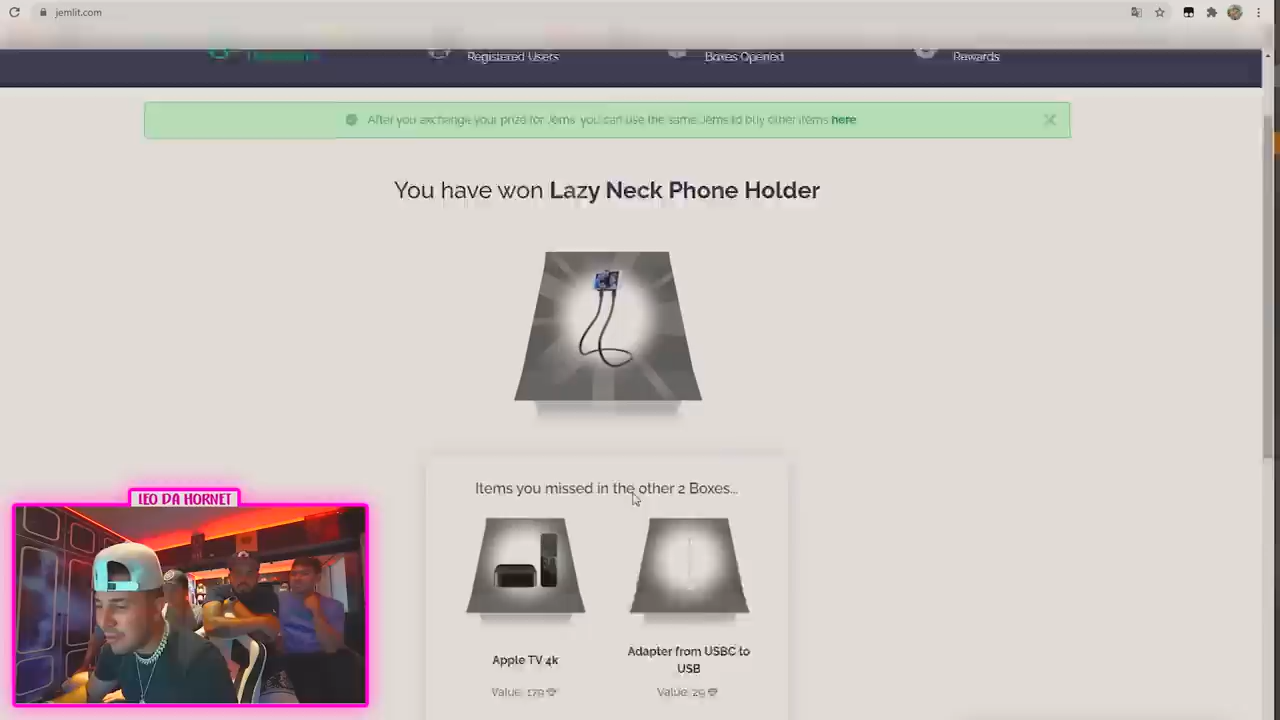 jemlit.com
Registered Users
Boxes Opened
Rewards
After you exchange your prize for Jems, you can use the same Jems to buy other items here
You have won Lazy Neck Phone Holder
Items you missed in the other 2 Boxes...
Apple TV 4k
Value: 179
Adapter from USBC to
USB
Value: 29
LEO DA HORNET